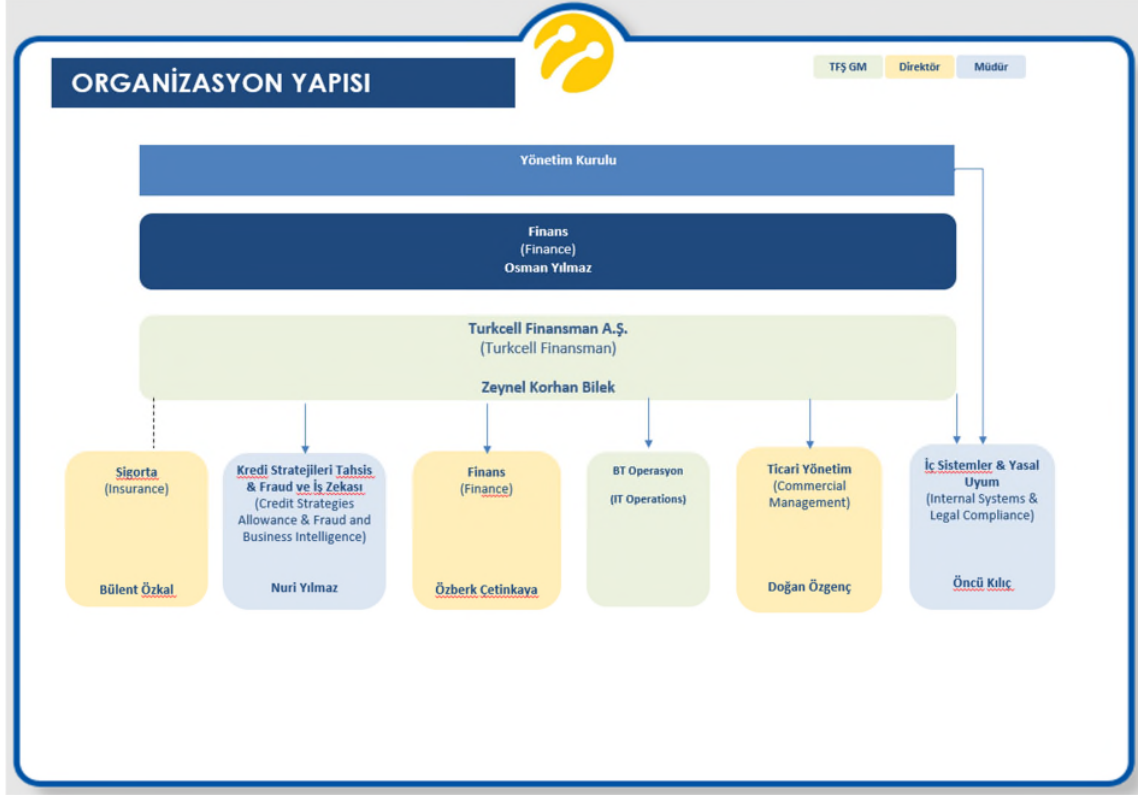 ORGANİZASYON YAPISI
TFŞ GM
Direktör
Müdür
Yönetim Kurulu
Finans
(Finance)
Osman Yılmaz
Turkcell Finansman A.Ş.
(Turkcell Finansman)
Zeynel Korhan Bilek
Sigorta
(Insurance)
Bülent Özkal
Kredi Stratejileri Tahsis
& Fraud ve İş Zekası
(Credit Strategies
Allowance & Fraud and
Business Intelligence)
Nuri Yılmaz
Finans
(Finance)
Özberk Çetinkaya
BT Operasyon
(IT Operations)
Ticari Yönetim
(Commercial
Management)
Doğan Özgenç
İç Sistemler & Yasal
Uyum
(Internal Systems &
Legal Compliance)
Öncü Kılıç